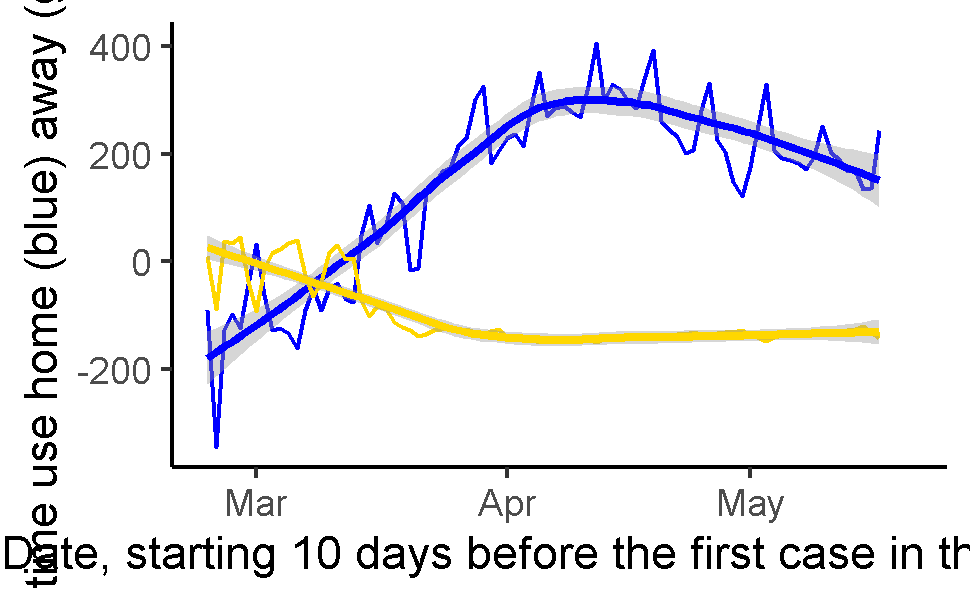 time use home (blue) away (
400
200
0
-200
Mar Apr May
Date, starting 10 days before the first case in th